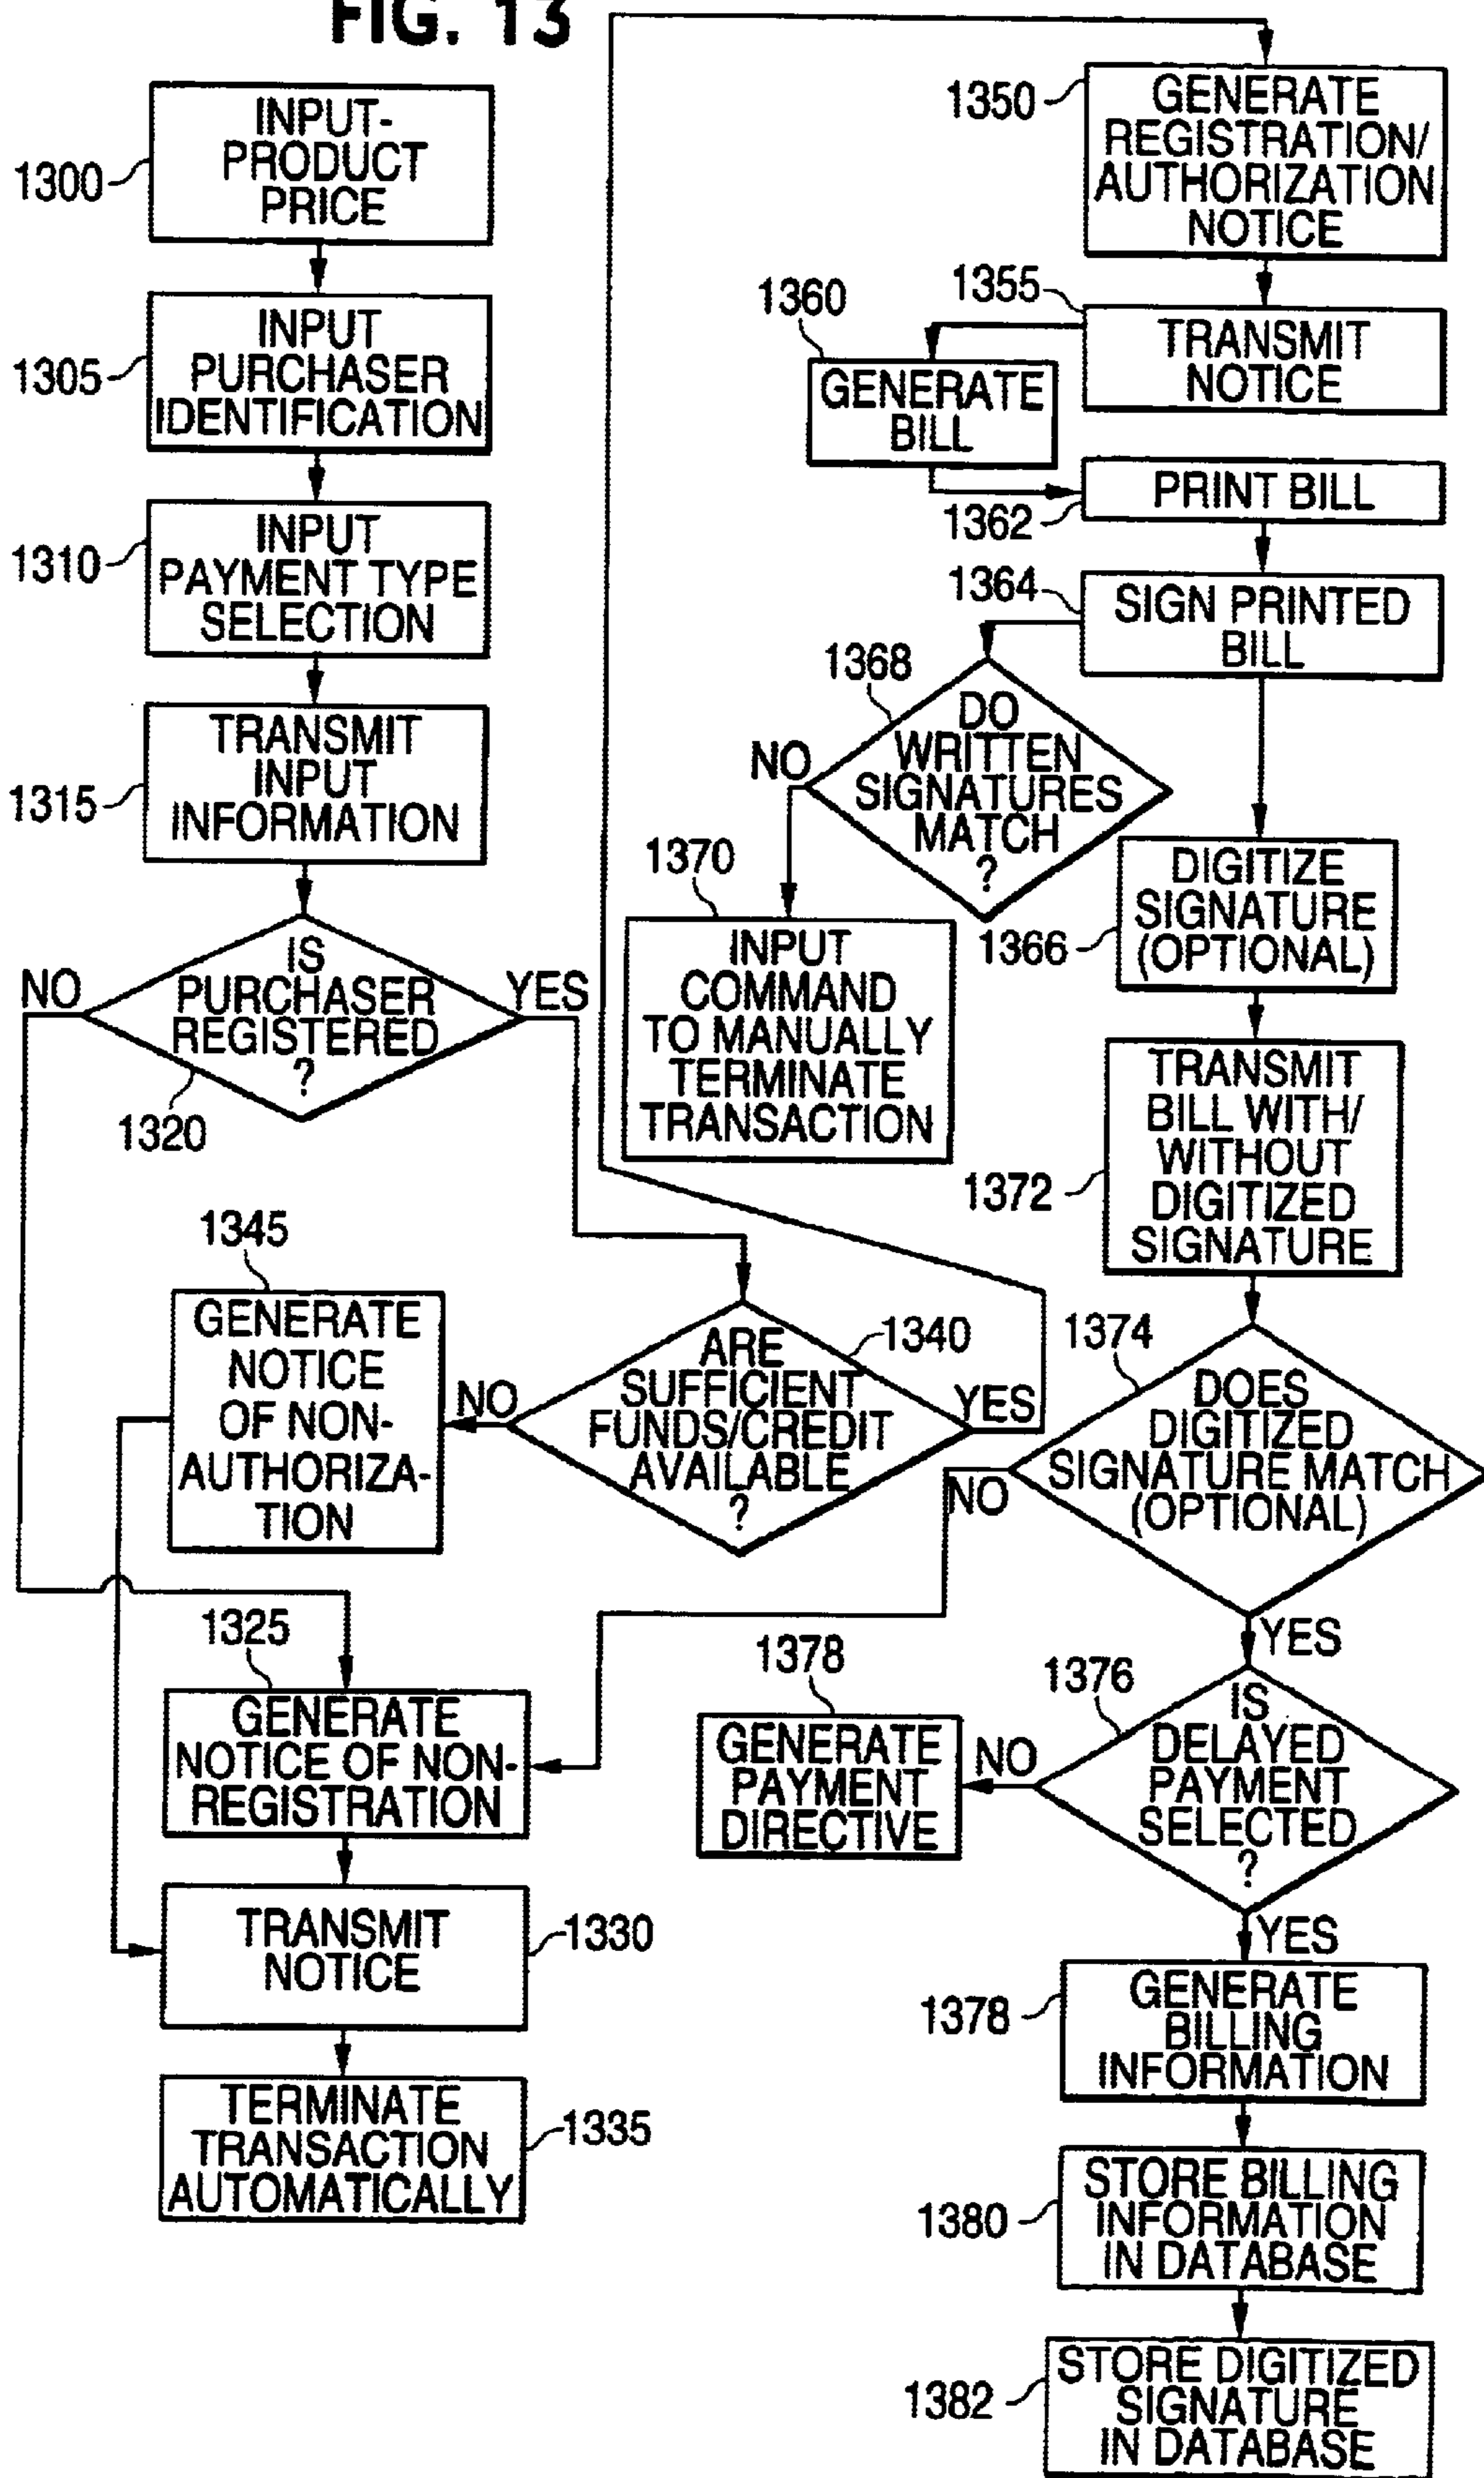 FIG. 13
1300
INPUT-
PRODUCT
PRICE
1305
INPUT
PURCHASER
IDENTIFICATION
1310
INPUT
PAYMENT TYPE
SELECTION
1315
TRANSMIT
INPUT
INFORMATION
IS
PURCHASER
REGISTERED
?
NO
YES
1320
1345
GENERATE
NOTICE
OF NON-
AUTHORIZA-
TION
1340
ARE
SUFFICIENT
FUNDS/CREDIT
AVAILABLE
?
NO
YES
1325
GENERATE
NOTICE OF NON-
REGISTRATION
TRANSMIT
NOTICE
1330
TERMINATE
TRANSACTION
AUTOMATICALLY
1335
1350
GENERATE
REGISTRATION/
AUTHORIZATION
NOTICE
1355
TRANSMIT
NOTICE
1360
GENERATE
BILL
PRINT BILL
1362
1364
SIGN PRINTED
BILL
1368
DO
WRITTEN
SIGNATURES
MATCH
?
NO
1370
INPUT
COMMAND
TO MANUALLY
TERMINATE
TRANSACTION
DIGITIZE
SIGNATURE
(OPTIONAL)
1366
TRANSMIT
BILL WITH/
WITHOUT
DIGITIZED
SIGNATURE
1372
1374
DOES
DIGITIZED
SIGNATURE MATCH
(OPTIONAL)
NO
YES
1376
IS
DELAYED
PAYMENT
SELECTED
?
NO
YES
1378
GENERATE
PAYMENT
DIRECTIVE
1378
GENERATE
BILLING
INFORMATION
1380
STORE BILLING
INFORMATION
IN DATABASE
1382
STORE DIGITIZED
SIGNATURE
IN DATABASE